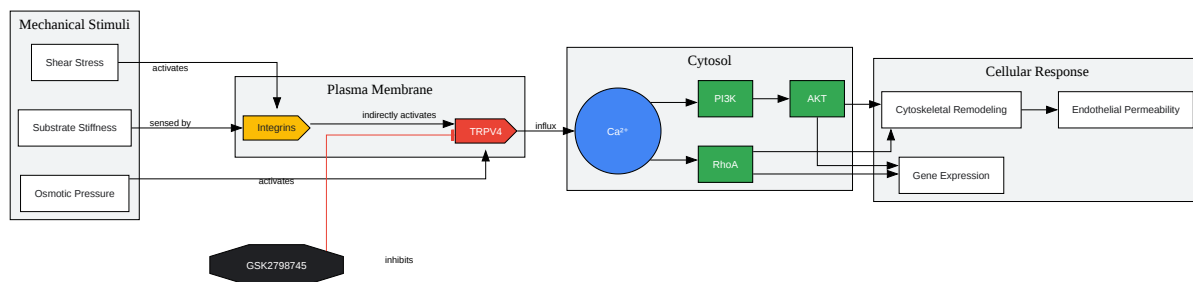 Mechanical Stimuli
Shear Stress
activates
Substrate Stiffness
sensed by
Osmotic Pressure
activates
Plasma Membrane
Integrins
indirectly activates
TRPV4
influx
GSK2798745
inhibits
Cytosol
Ca²⁺
PI3K
AKT
RhoA
Cellular Response
Cytoskeletal Remodeling
Endothelial Permeability
Gene Expression